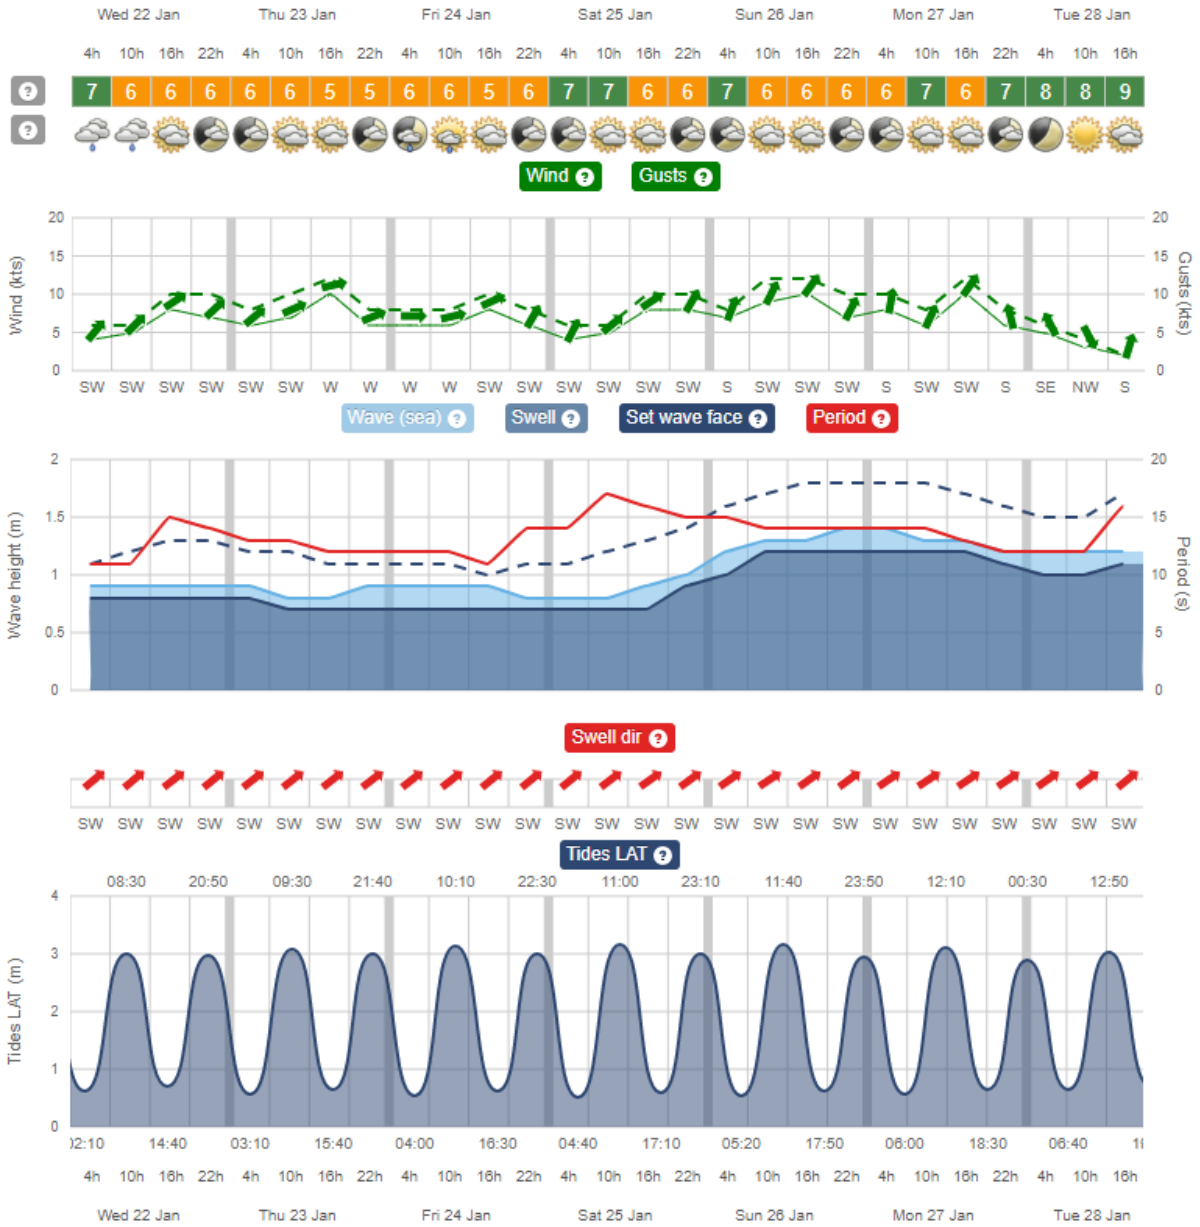 Wed 22 Jan Thu 23 Jan Fri 24 Jan Sat 25 Jan Sun 26 Jan Mon 27 Jan Tue 28 Jan
4h 10h 16h 22h 4h 10h 16h 22h 4h 10h 16h 22h 4h 10h 16h 22h 4h 10h 16h 22h 4h 10h 16h 22h 4h 10h 16h
? 7 6 6 6 6 6 5 5 6 6 5 6 7 7 6 6 7 6 6 6 6 7 6 7 8 8 9
?
Wind ? Gusts ?
20 20
15 15
10 10
5 5
0 0
Wind (kts)
Gusts (kts)
SW SW SW SW SW SW W W W W SW SW SW SW SW SW S SW SW SW S SW SW S SE NW S
Wave (sea) ? Swell ? Set wave face ? Period ?
2 20
1.5 15
1 10
0.5 5
0 0
Wave height (m)
Period (s)
Swell dir ?
SW SW SW SW SW SW SW SW SW SW SW SW SW SW SW SW SW SW SW SW SW SW SW SW SW SW SW
Tides LAT ?
08:30 20:50 09:30 21:40 10:10 22:30 11:00 23:10 11:40 23:50 12:10 00:30 12:50
4
3
2
1
0
Tides LAT (m)
02:10 14:40 03:10 15:40 04:00 16:30 04:40 17:10 05:20 17:50 06:00 18:30 06:40
4h 10h 16h 22h 4h 10h 16h 22h 4h 10h 16h 22h 4h 10h 16h 22h 4h 10h 16h 22h 4h 10h 16h 22h 4h 10h 16h
Wed 22 Jan Thu 23 Jan Fri 24 Jan Sat 25 Jan Sun 26 Jan Mon 27 Jan Tue 28 Jan